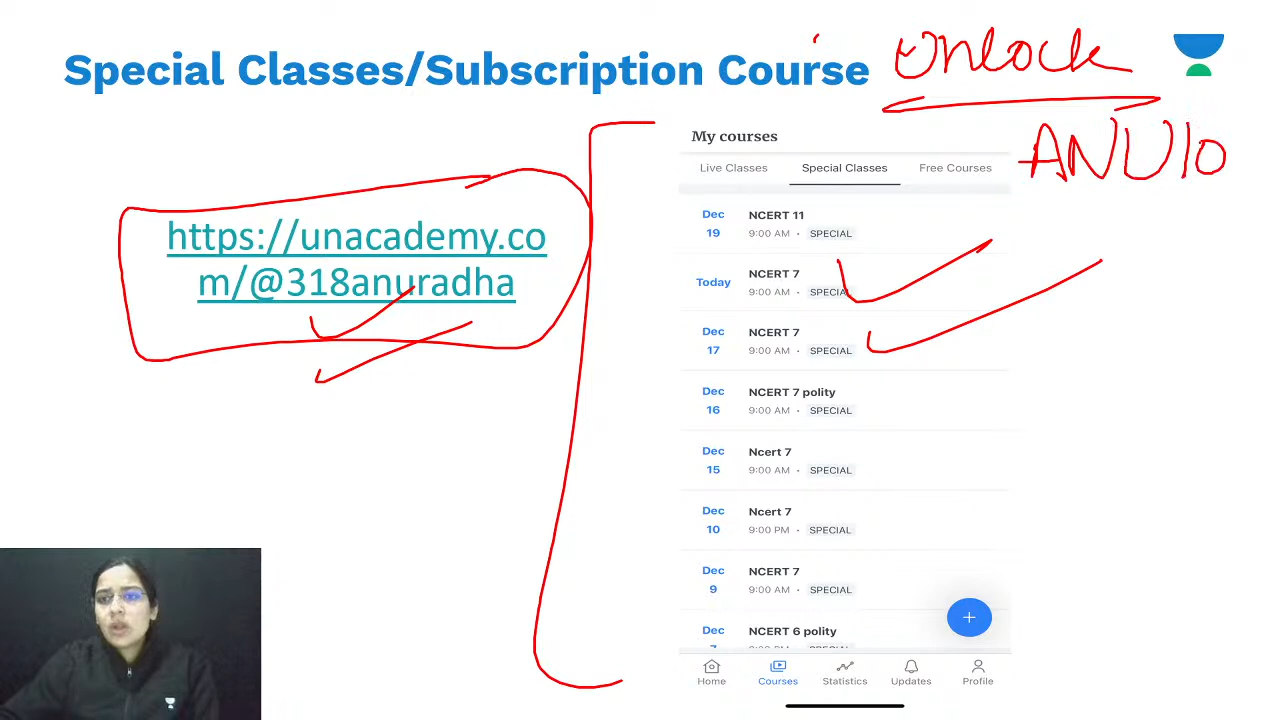 Special Classes/Subscription Course
Unlock
ANU10
https://unacademy.co
m/@318anuradha
My courses
Live Classes Special Classes Free Courses
Dec 19 NCERT 11
9:00 AM • SPECIAL
Today NCERT 7
9:00 AM • SPECIAL
Dec 17 NCERT 7
9:00 AM • SPECIAL
Dec 16 NCERT 7 polity
9:00 AM • SPECIAL
Dec 15 Ncert 7
9:00 AM • SPECIAL
Dec 10 Ncert 7
9:00 PM • SPECIAL
Dec 9 NCERT 7
9:00 AM • SPECIAL
Dec NCERT 6 polity
Home Courses Statistics Updates Profile